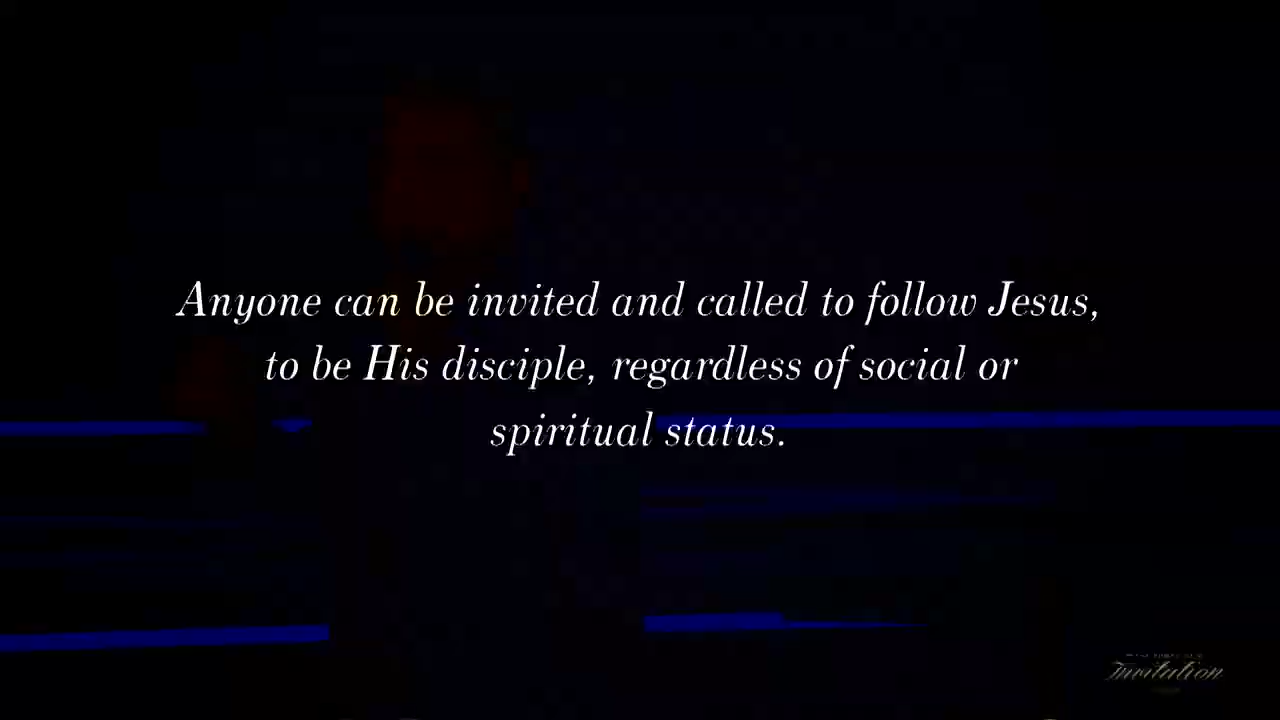 Anyone can be invited and called to follow Jesus,
to be His disciple, regardless of social or
spiritual status.
Invitation